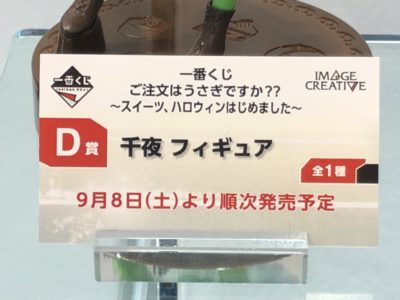 一番くじ
一番くじ
ご注文はうさぎですか??
～スイーツ、ハロウィンはじめました～
IMAGE
CREATIVE
D賞
千夜 フィギュア
全1種
9月8日(土)より順次発売予定